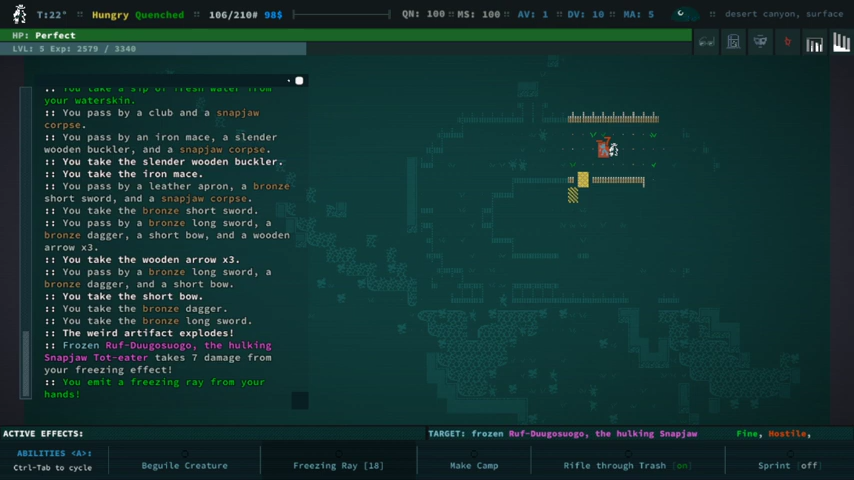 T:22° :: Hungry Quenched :: 106/210# 98$ QN: 100 :: MS: 100 :: AV: 1 :: DV: 10 :: MA: 5 :: desert canyon, surface
HP: Perfect
LVL: 5 Exp: 2579 / 3340
:: You take a sip of fresh water from
your waterskin.
:: You pass by a club and a snapjaw
corpse.
:: You pass by an iron mace, a slender
wooden buckler, and a snapjaw corpse.
:: You take the slender wooden buckler.
:: You take the iron mace.
:: You pass by a leather apron, a bronze
short sword, and a snapjaw corpse.
:: You take the bronze short sword.
:: You pass by a bronze long sword, a
bronze dagger, a short bow, and a wooden
arrow x3.
:: You take the wooden arrow x3.
:: You pass by a bronze long sword, a
bronze dagger, and a short bow.
:: You take the short bow.
:: You take the bronze dagger.
:: You take the bronze long sword.
:: The weird artifact explodes!
:: Frozen Ruf-Duugosuogo, the hulking
Snapjaw Tot-eater takes 7 damage from
your freezing effect!
:: You emit a freezing ray from your
hands!
ACTIVE EFFECTS: TARGET: frozen Ruf-Duugosuogo, the hulking Snapjaw Fine, Hostile,
ABILITIES <A>:
Ctrl-Tab to cycle
Beguile Creature Freezing Ray [18] Make Camp Rifle through Trash [on] Sprint [off]